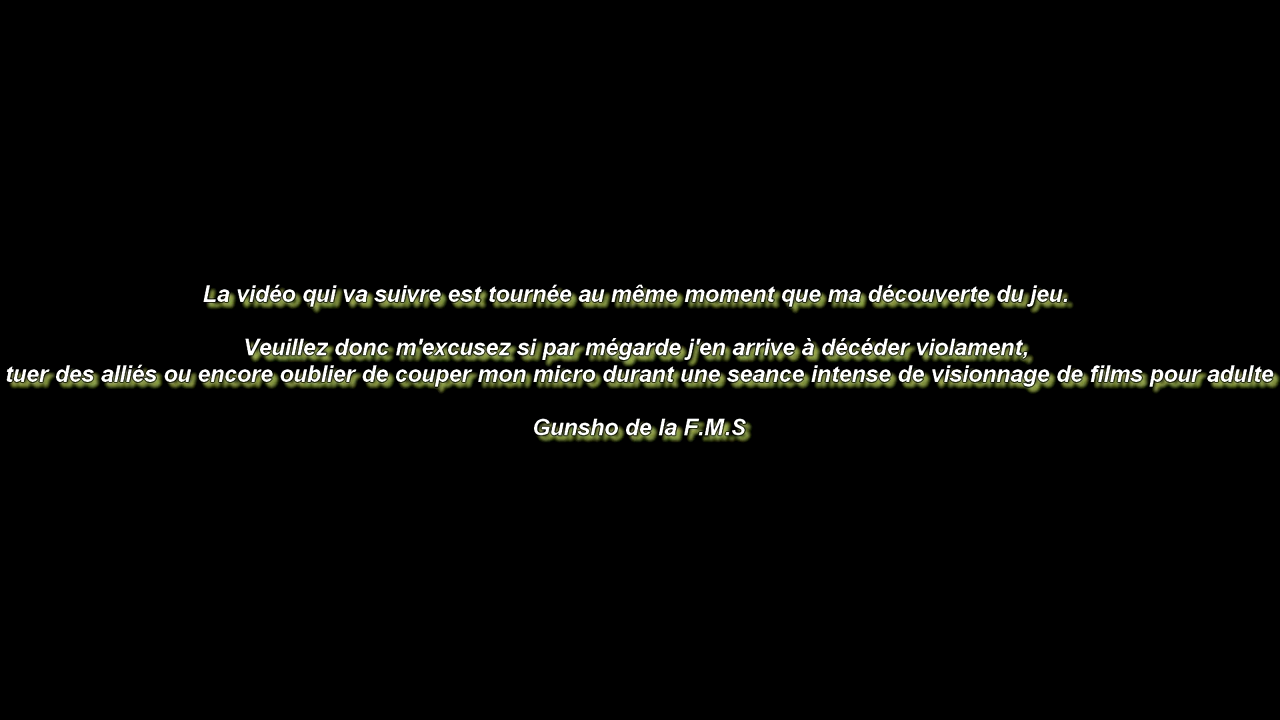 La vidéo qui va suivre est tournée au même moment que ma découverte du jeu.
Veuillez donc m'excusez si par mégarde j'en arrive à décéder violament,
tuer des alliés ou encore oublier de couper mon micro durant une seance intense de visionnage de films pour adulte
Gunsho de la F.M.S